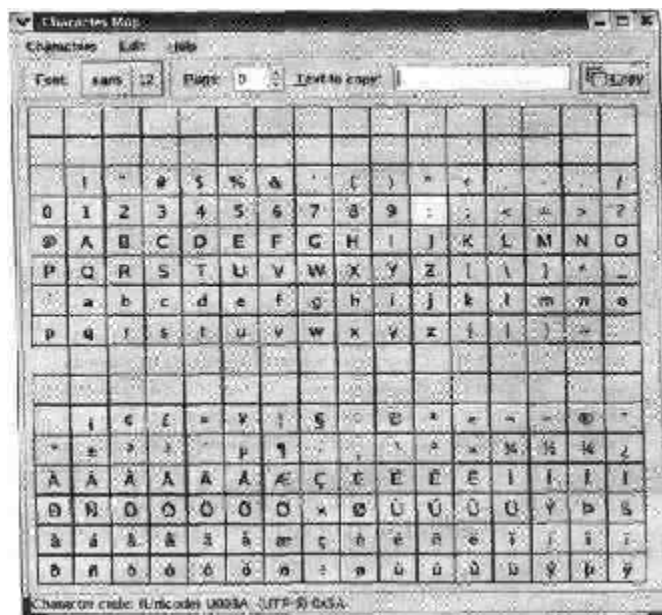 Character Map
Characters Edit Help
Font: sans 12 Page: 0 Text to copy: Copy
! " # $ % & ' ( ) * + , - . /
0 1 2 3 4 5 6 7 8 9 : ; < = > ?
@ A B C D E F G H I J K L M N O
P Q R S T U V W X Y Z [ \ ] ^ _
` a b c d e f g h i j k l m n o
p q r s t u v w x y z { | } ~
¡ ¢ £ ¤ ¥ ¦ § ¨ © ª « ¬ - ® ¯
° ± ² ³ ´ µ ¶ · ¸ ¹ º » ¼ ½ ¾ ¿
À Á Â Ã Ä Å Æ Ç È É Ê Ë Ì Í Î Ï
Ð Ñ Ò Ó Ô Õ Ö × Ø Ù Ú Û Ü Ý Þ ß
à á â ã ä å æ ç è é ê ë ì í î ï
ð ñ ò ó ô õ ö ÷ ø ù ú û ü ý þ ÿ
Character code: (Unicode) U003A (UTF-8) 0x3A